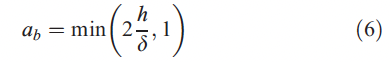 a_b = min(2 h/δ, 1) (6)